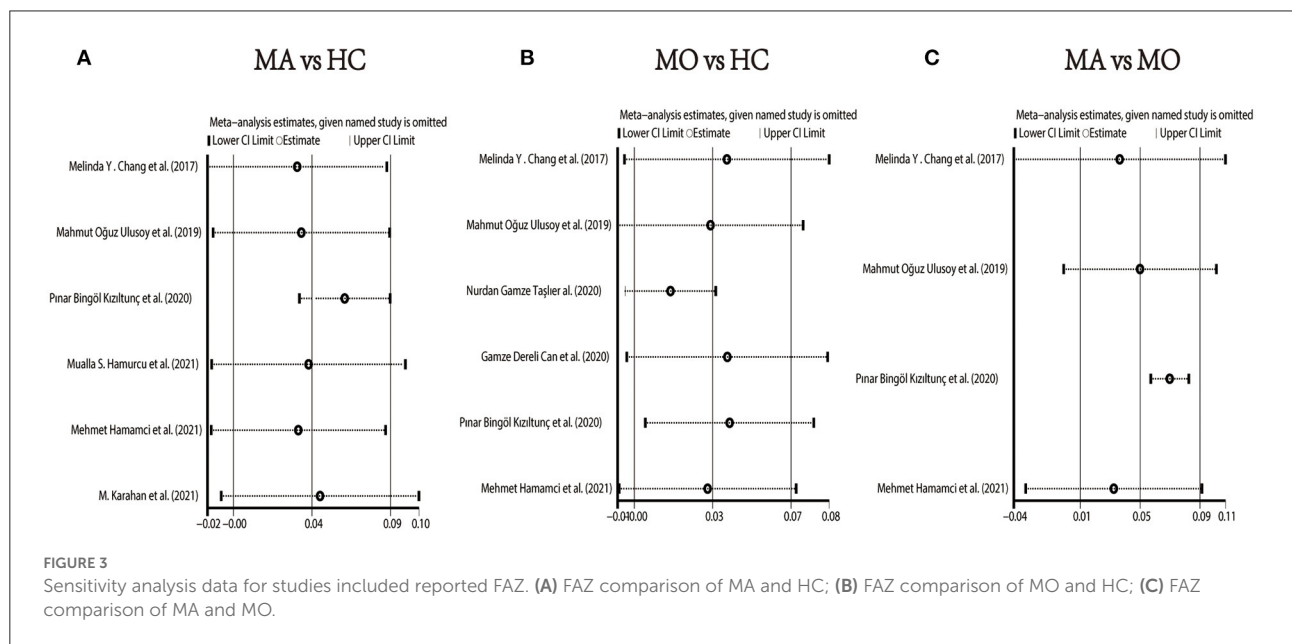 A
MA vs HC
Meta-analysis estimates, given named study is omitted
Lower CI Limit ○Estimate | Upper CI Limit
Melinda Y . Chang et al. (2017)
Mahmut Oğuz Ulusoy et al. (2019)
Pınar Bingöl Kızıltunç et al. (2020)
Mualla S. Hamurcu et al. (2021)
Mehmet Hamamci et al. (2021)
M. Karahan et al. (2021)
-0.02 -0.00 0.04 0.09 0.10
B
MO vs HC
Meta-analysis estimates, given named study is omitted
Lower CI Limit ○Estimate | Upper CI Limit
Melinda Y . Chang et al. (2017)
Mahmut Oğuz Ulusoy et al. (2019)
Nurdan Gamze Taşlıer al. (2020)
Gamze Dereli Can et al. (2020)
Pınar Bingöl Kızıltunç et al. (2020)
Mehmet Hamamci et al. (2021)
-0.01 0.00 0.03 0.07 0.08
C
MA vs MO
Meta-analysis estimates, given named study is omitted
Lower CI Limit ○Estimate | Upper CI Limit
Melinda Y . Chang et al. (2017)
Mahmut Oğuz Ulusoy et al. (2019)
Pınar Bingöl Kızıltunç et al. (2020)
Mehmet Hamamci et al. (2021)
-0.04 0.01 0.05 0.09 0.11
FIGURE 3
Sensitivity analysis data for studies included reported FAZ. (A) FAZ comparison of MA and HC; (B) FAZ comparison of MO and HC; (C) FAZ
comparison of MA and MO.